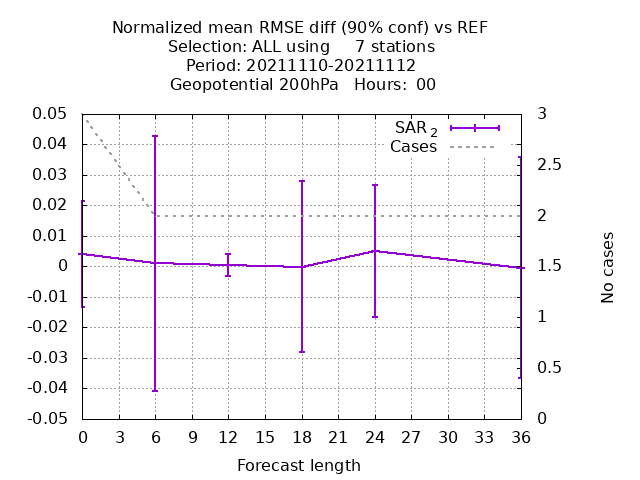 Normalized mean RMSE diff (90% conf) vs REF
Selection: ALL using     7 stations
Period: 20211110-20211112
Geopotential 200hPa   Hours:  00
SAR 2
Cases
0.05
0.04
0.03
0.02
0.01
0
-0.01
-0.02
-0.03
-0.04
-0.05
3
2.5
2
1.5
1
0.5
0
No cases
0 3 6 9 12 15 18 21 24 27 30 33 36
Forecast length